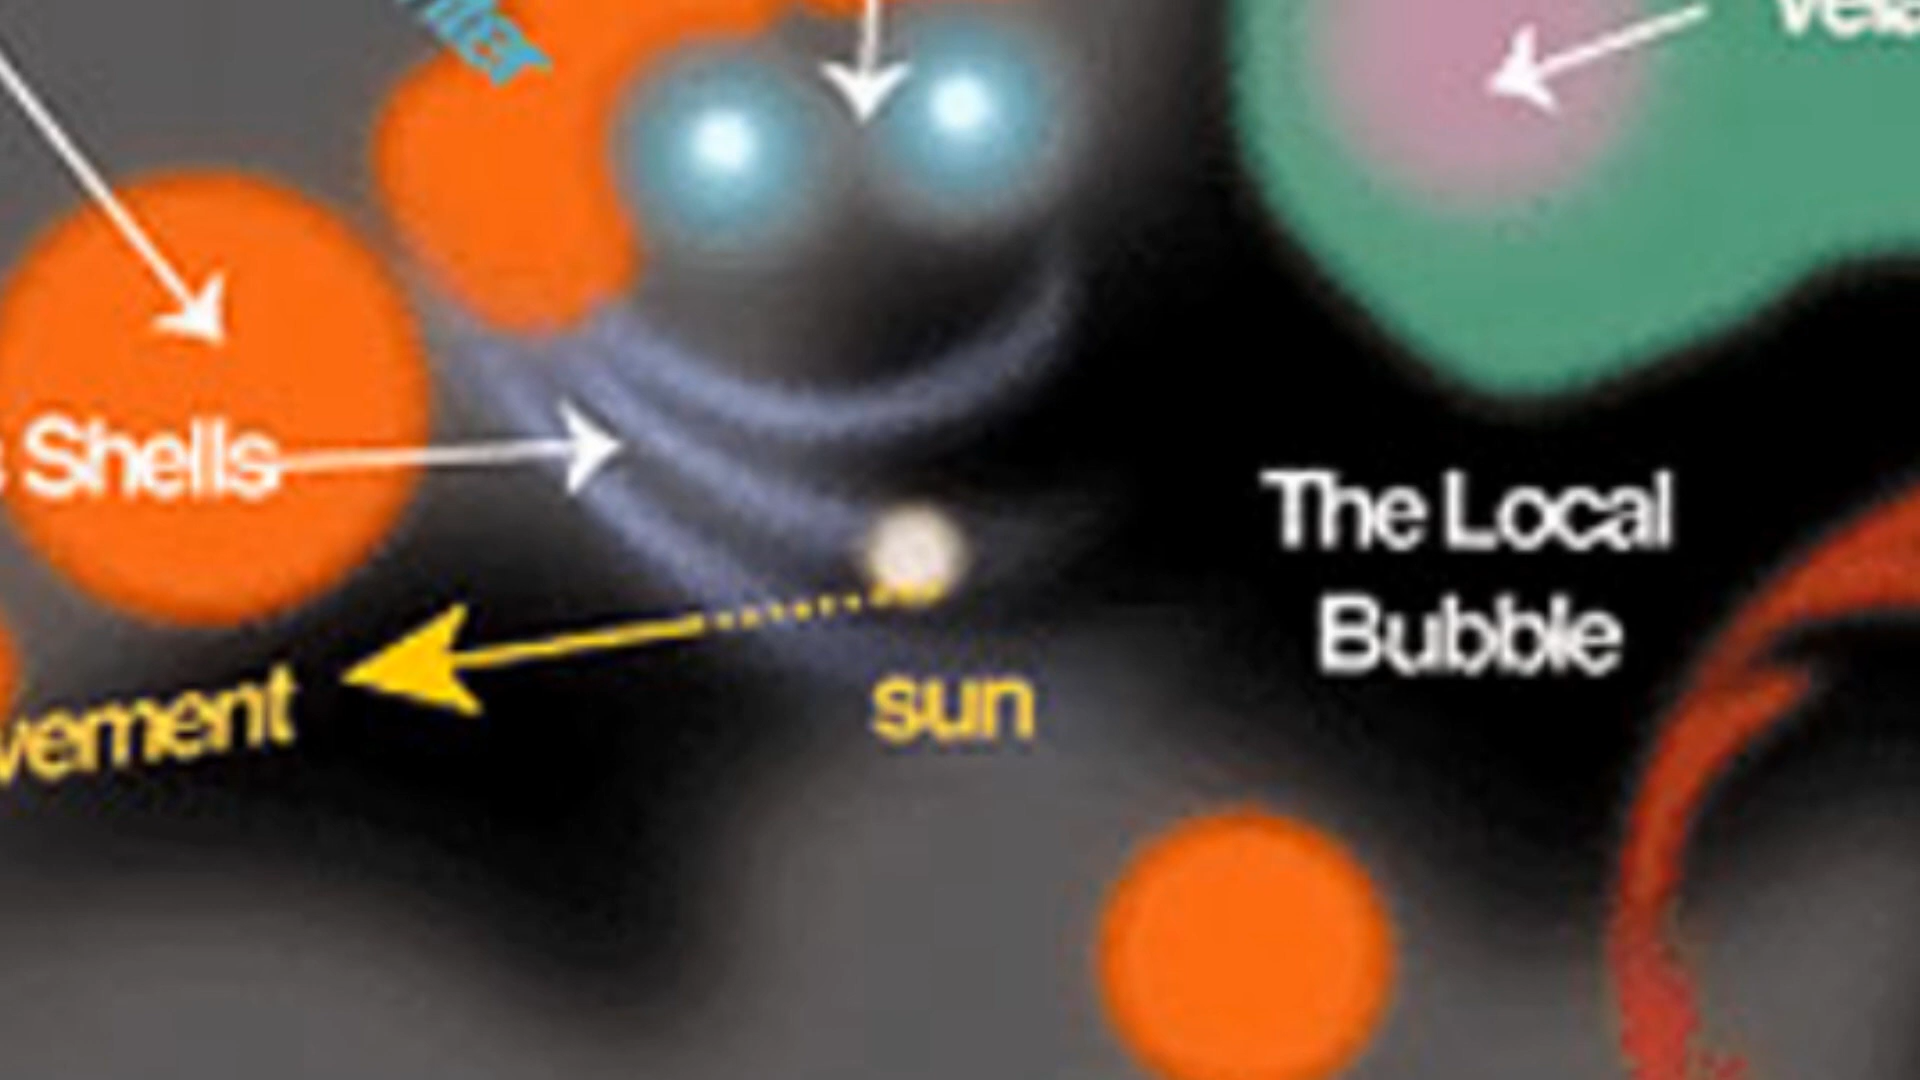 Shells
The Local
Bubble
sun
vement